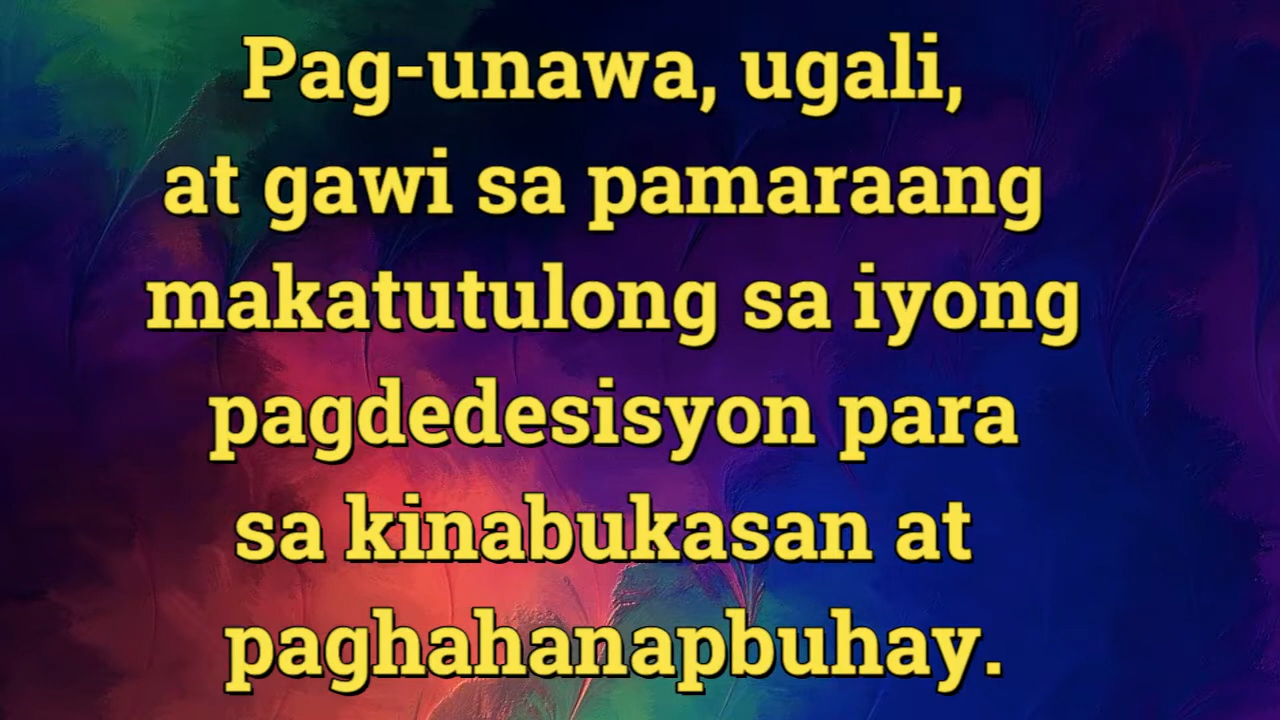 Pag-unawa, ugali,
at gawi sa pamaraang
makatutulong sa iyong
pagdedesisyon para
sa kinabukasan at
paghahanapbuhay.